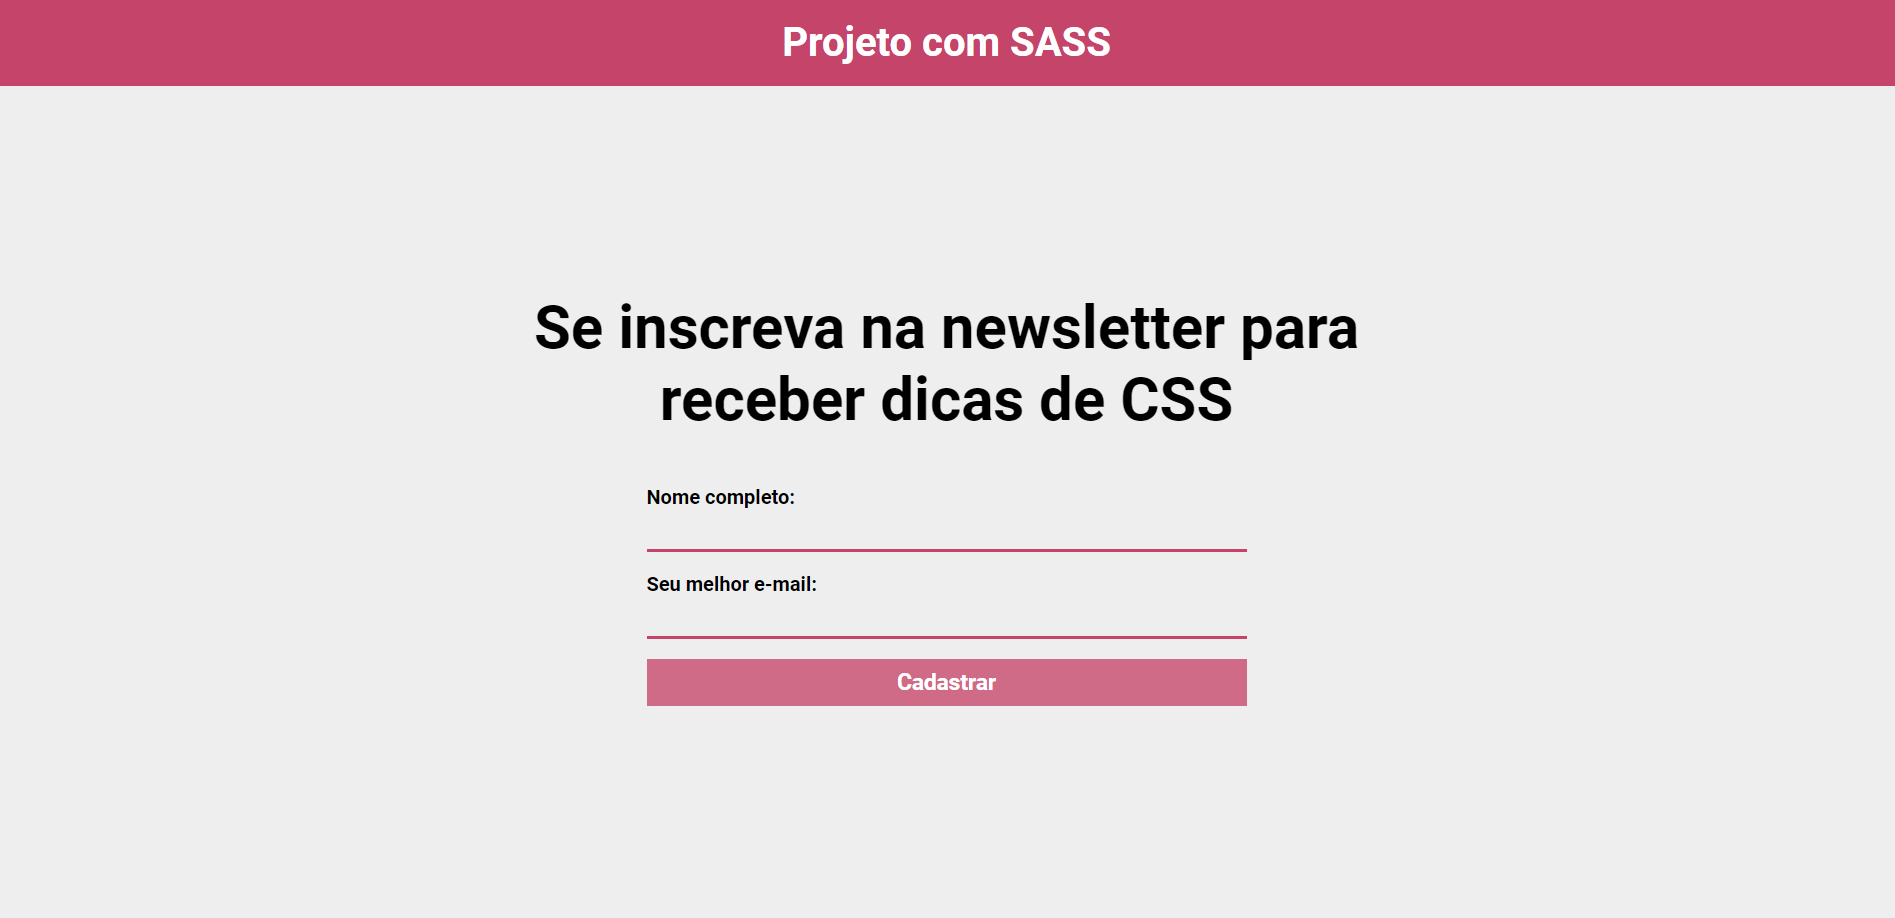 Projeto com SASS
Se inscreva na newsletter para
receber dicas de CSS
Nome completo:
Seu melhor e-mail:
Cadastrar